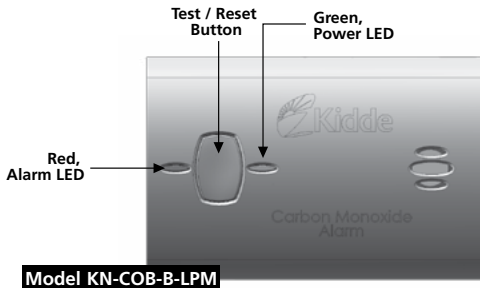 Test / Reset
Button
Green,
Power LED
Kidde
Red,
Alarm LED
Carbon Monoxide
Alarm
Model KN-COB-B-LPM